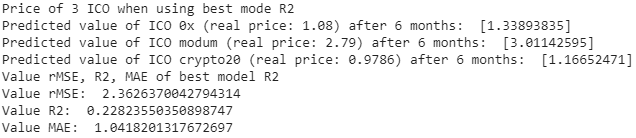 Price of 3 ICO when using best mode R2
Predicted value of ICO 0x (real price: 1.08) after 6 months:  [1.33893835]
Predicted value of ICO modum (real price: 2.79) after 6 months:  [3.01142595]
Predicted value of ICO crypto20 (real price: 0.9786) after 6 months:  [1.16652471]
Value rMSE, R2, MAE of best model R2
Value rMSE:  2.3626370042794314
Value R2:  0.22823550350898747
Value MAE:  1.0418201317672697